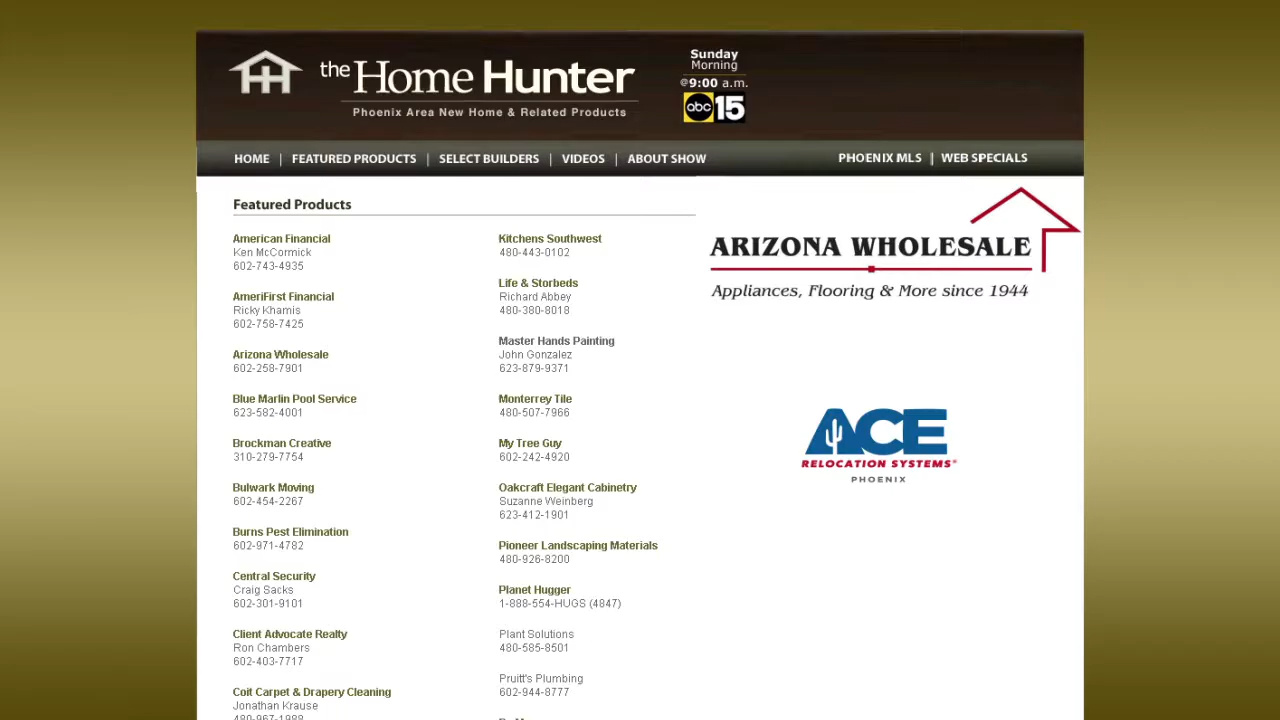 the Home Hunter
Phoenix Area New Home & Related Products
Sunday
Morning
@9:00 a.m.
abc 15
HOME | FEATURED PRODUCTS | SELECT BUILDERS | VIDEOS | ABOUT SHOW
PHOENIX MLS | WEB SPECIALS
Featured Products
American Financial
Ken McCormick
602-743-4935
AmeriFirst Financial
Ricky Khamis
602-758-7425
Arizona Wholesale
602-258-7901
Blue Marlin Pool Service
623-582-4001
Brockman Creative
310-279-7754
Bulwark Moving
602-454-2267
Burns Pest Elimination
602-971-4782
Central Security
Craig Sacks
602-301-9101
Client Advocate Realty
Ron Chambers
602-403-7717
Coit Carpet & Drapery Cleaning
Jonathan Krause
480-967-1988
Kitchens Southwest
480-443-0102
Life & Storbeds
Richard Abbey
480-380-8018
Master Hands Painting
John Gonzalez
623-879-9371
Monterrey Tile
480-507-7966
My Tree Guy
602-242-4920
Oakcraft Elegant Cabinetry
Suzanne Weinberg
623-412-1901
Pioneer Landscaping Materials
480-926-8200
Planet Hugger
1-888-554-HUGS (4847)
Plant Solutions
480-585-8501
Pruitt's Plumbing
602-944-8777
ARIZONA WHOLESALE
Appliances, Flooring & More since 1944
ACE
RELOCATION SYSTEMS®
PHOENIX